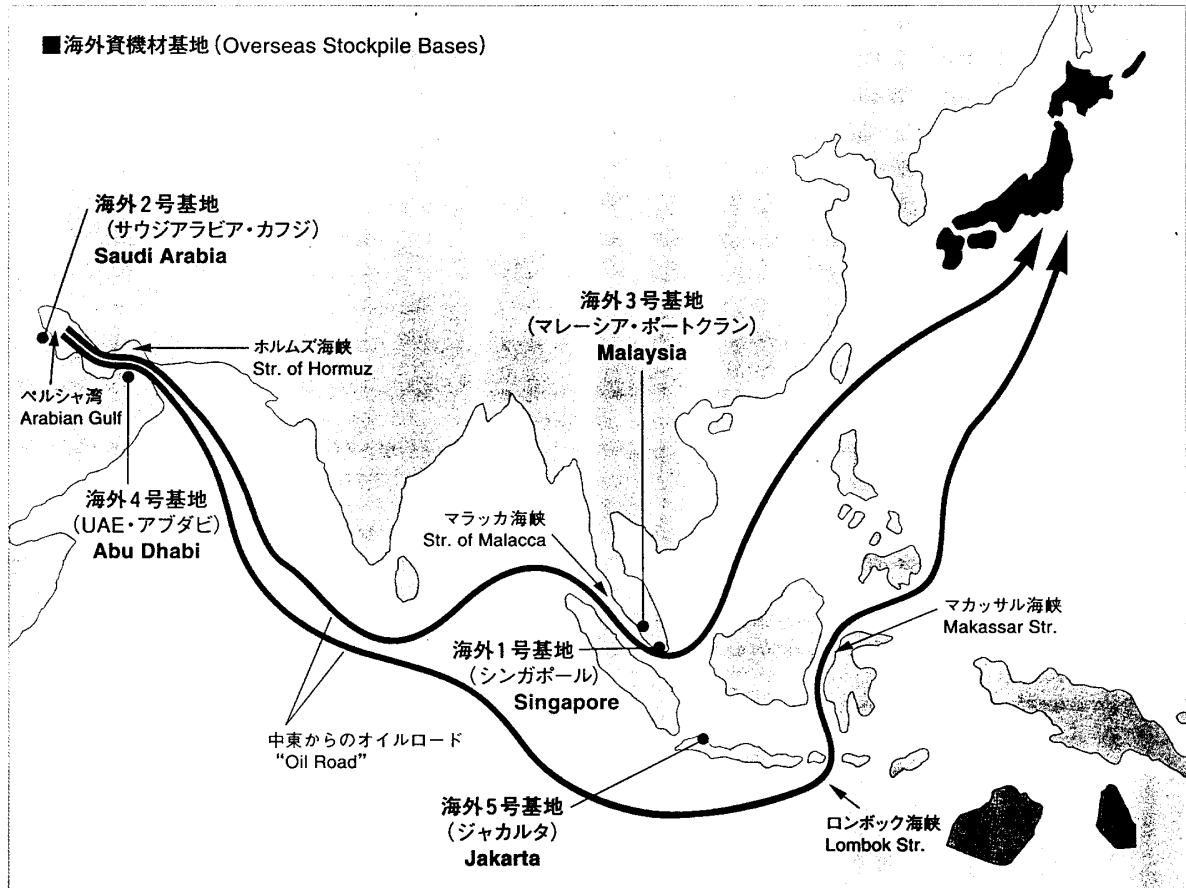 ■海外資機材基地 (Overseas Stockpile Bases)
海外2号基地
（サウジアラビア・カフジ）
Saudi Arabia
海外3号基地
（マレーシア・ポートクラン）
Malaysia
ホルムズ海峡
Str. of Hormuz
ペルシャ湾
Arabian Gulf
海外4号基地
（UAE・アブダビ）
Abu Dhabi
マラッカ海峡
Str. of Malacca
マカッサル海峡
Makassar Str.
海外1号基地
（シンガポール）
Singapore
中東からのオイルロード
“Oil Road”
海外5号基地
（ジャカルタ）
Jakarta
ロンボック海峡
Lombok Str.